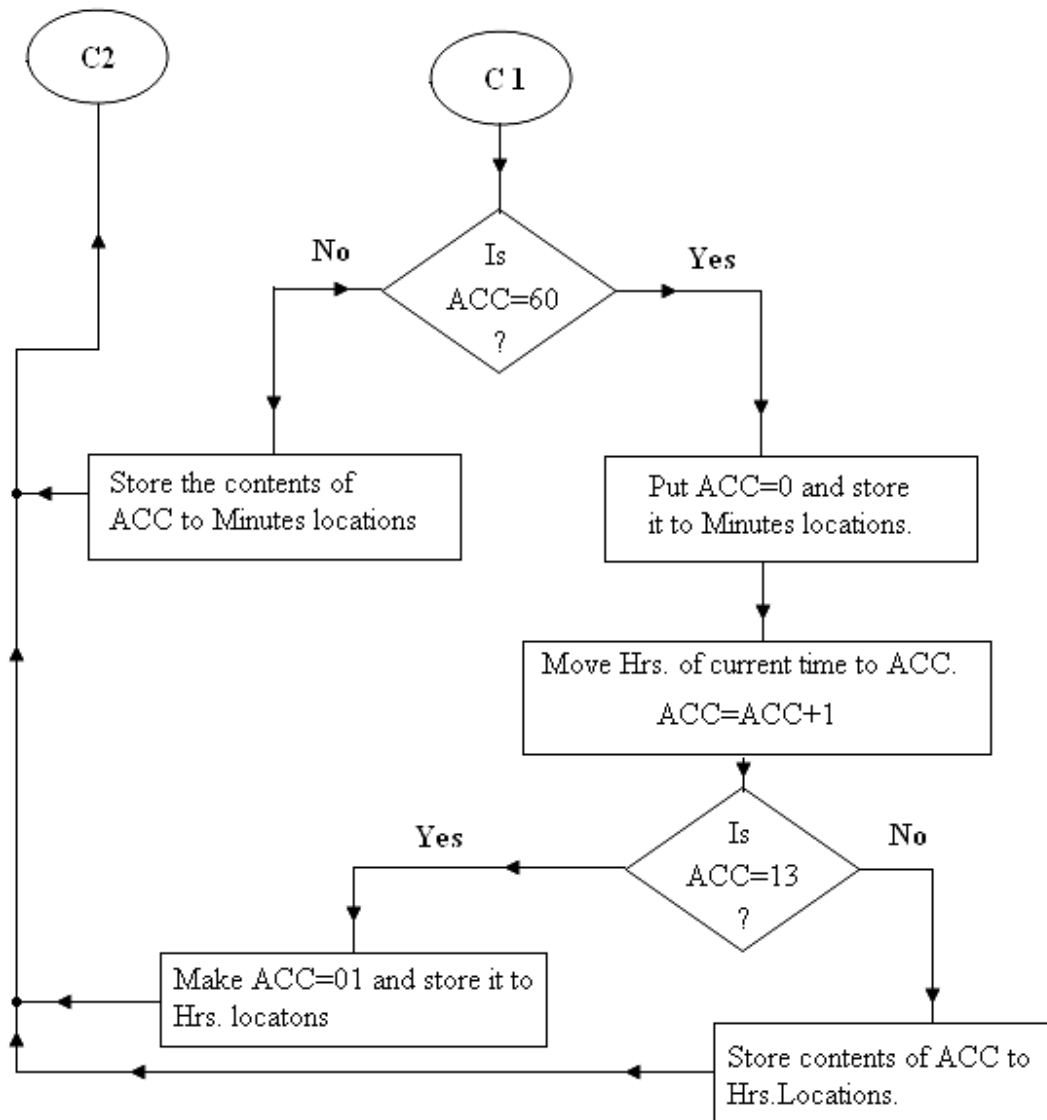 C2
C 1
No
Is
ACC=60
?
Yes
Store the contents of
ACC to Minutes locations
Put ACC=0 and store
it to Minutes locations.
Move Hrs. of current time to ACC.
ACC=ACC+1
Yes
Is
ACC=13
?
No
Make ACC=01 and store it to
Hrs. locatons
Store contents of ACC to
Hrs.Locations.